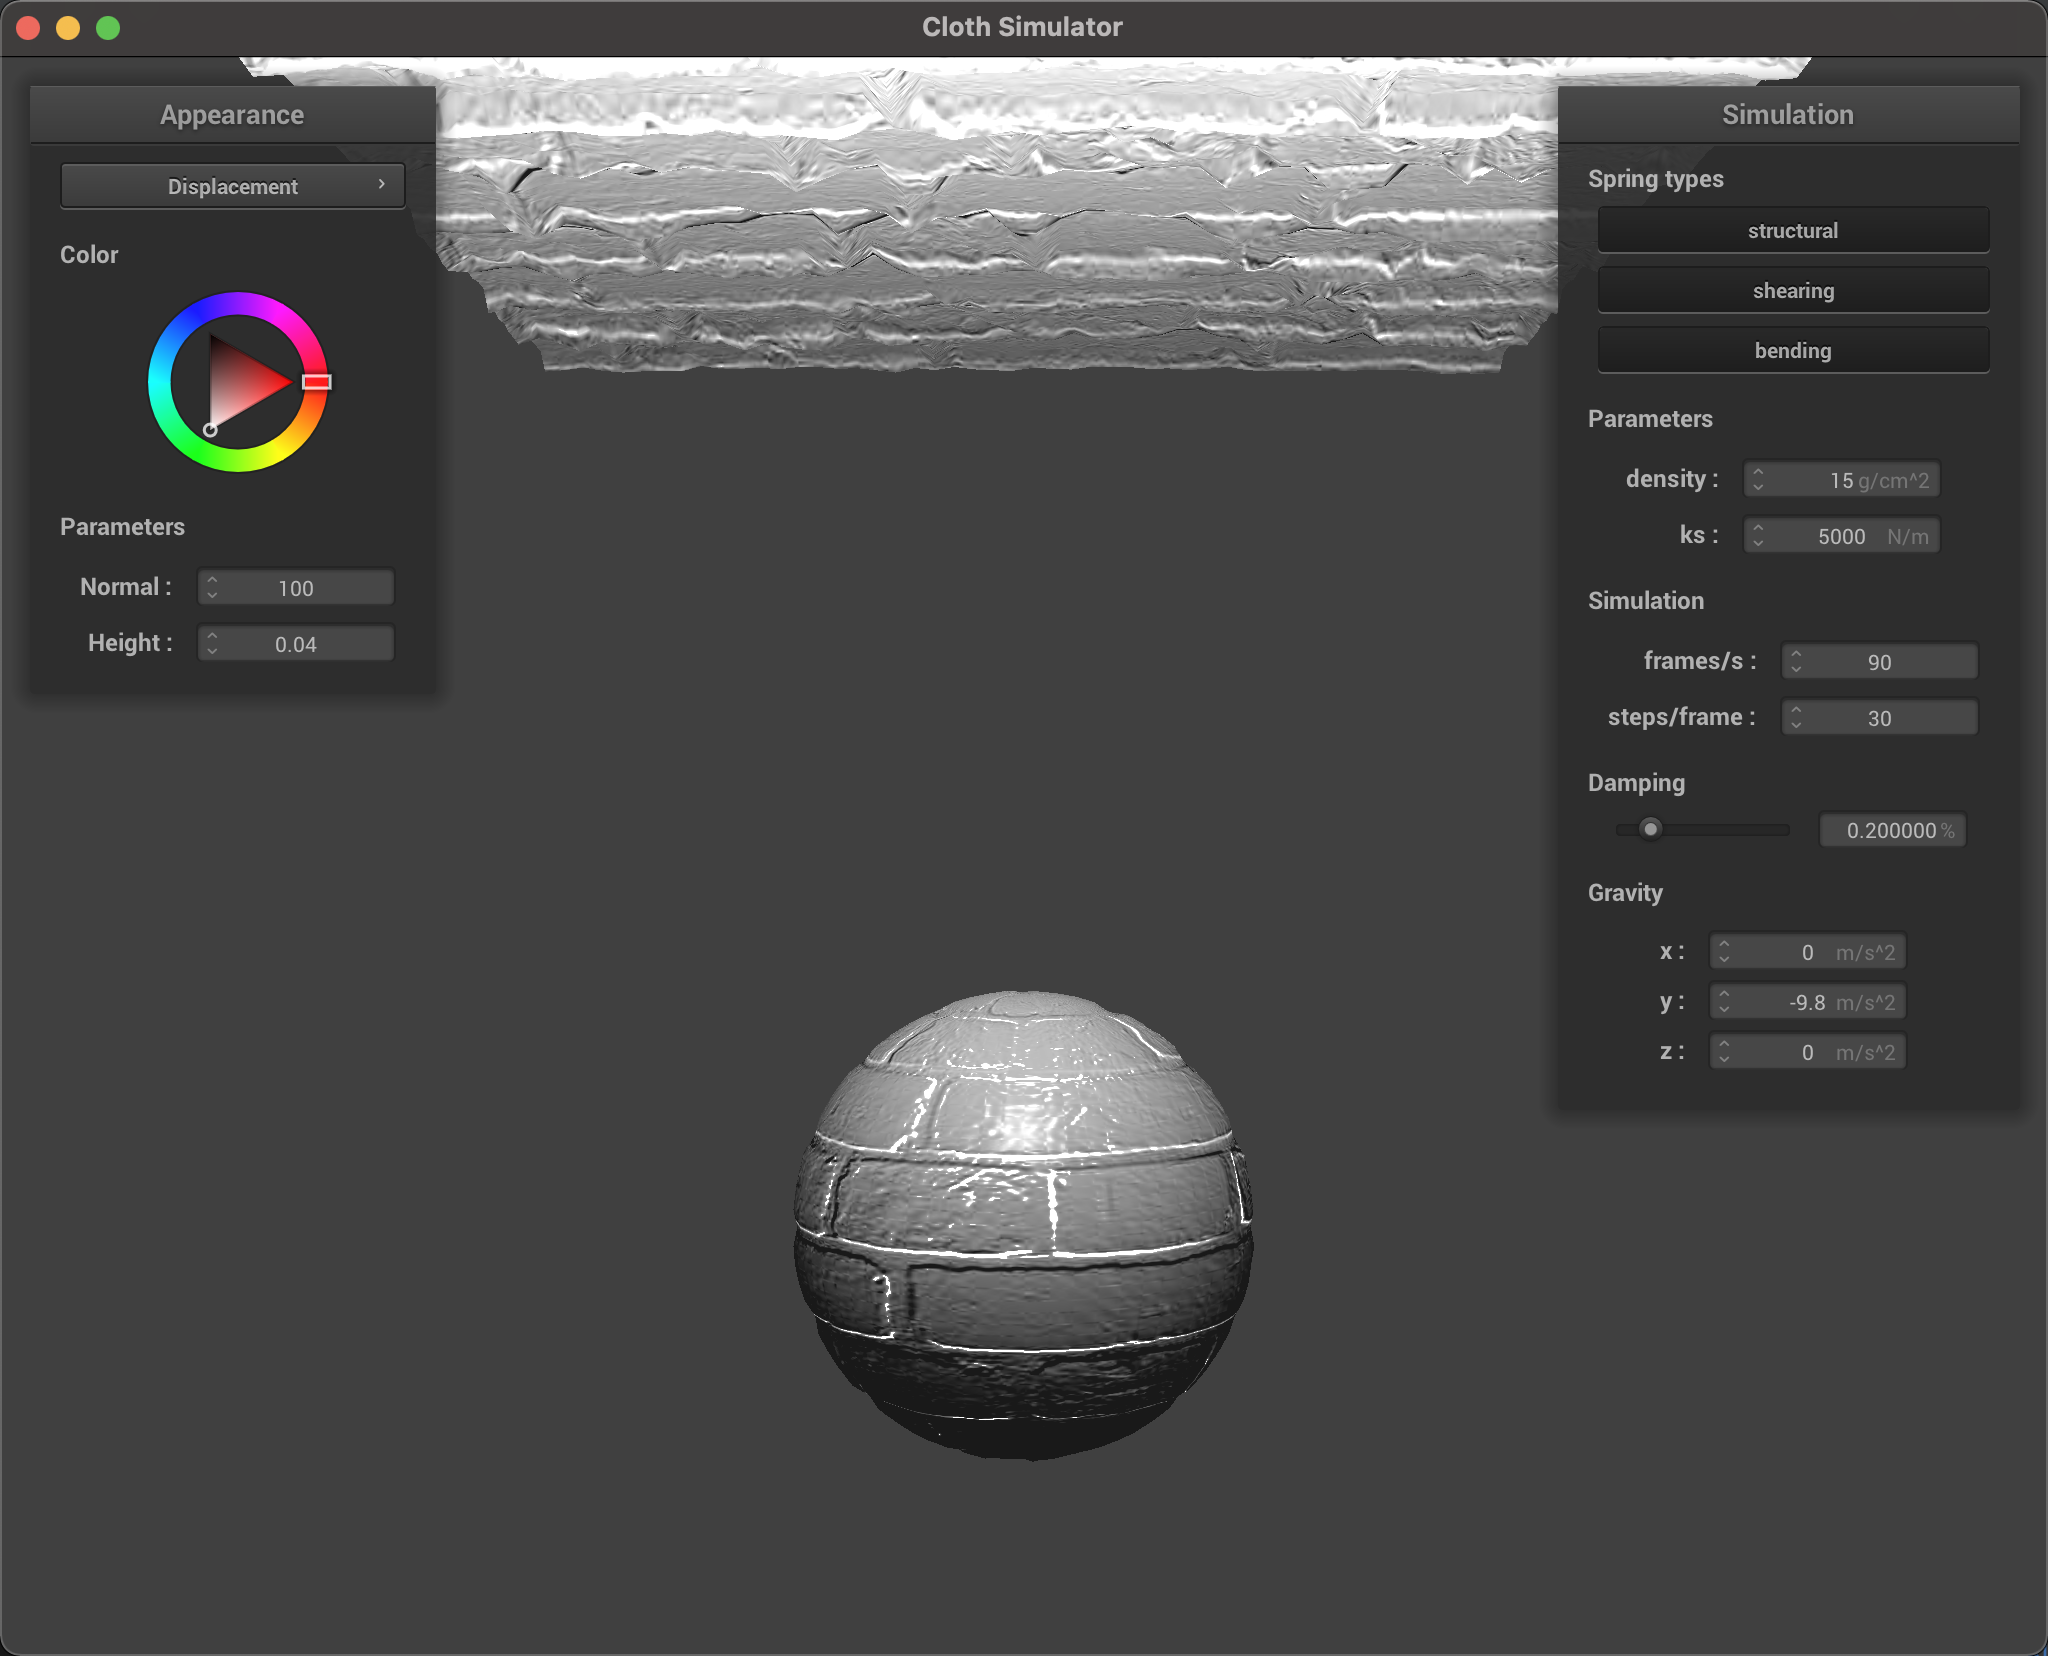 Cloth Simulator
Appearance
Displacement
Color
Parameters
Normal : 100
Height : 0.04
Simulation
Spring types
structural
shearing
bending
Parameters
density : 15 g/cm^2
ks : 5000 N/m
Simulation
frames/s : 90
steps/frame : 30
Damping
0.200000 %
Gravity
x : 0 m/s^2
y : -9.8 m/s^2
z : 0 m/s^2